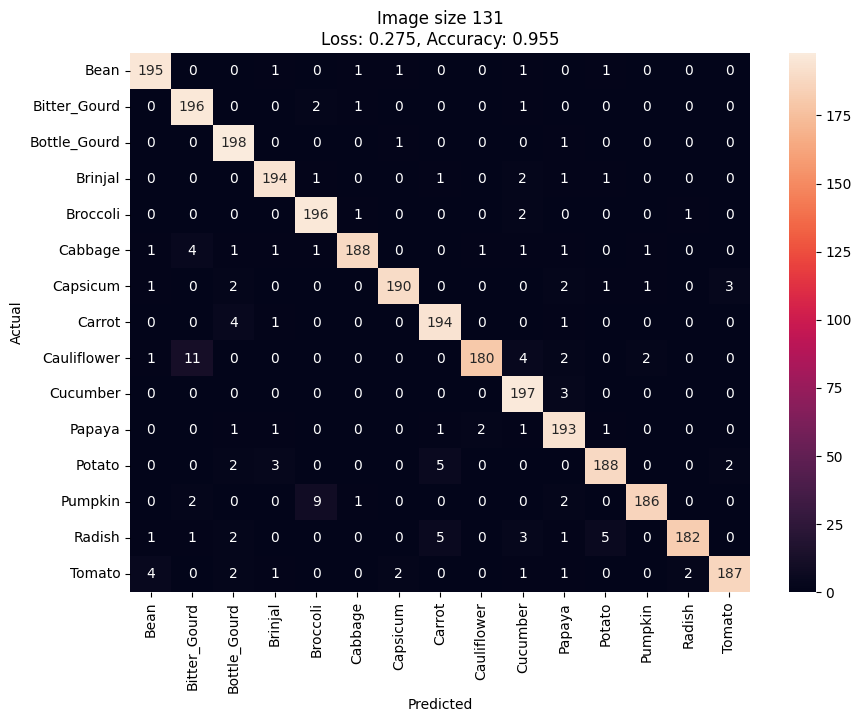 Image size 131
Loss: 0.275, Accuracy: 0.955
Bean 195 0 0 1 0 1 1 0 0 1 0 1 0 0 0
Bitter_Gourd 0 196 0 0 2 1 0 0 0 1 0 0 0 0 0
Bottle_Gourd 0 0 198 0 0 0 1 0 0 0 1 0 0 0 0
Brinjal 0 0 0 194 1 0 0 1 0 2 1 1 0 0 0
Broccoli 0 0 0 0 196 1 0 0 0 2 0 0 0 1 0
Cabbage 1 4 1 1 1 188 0 0 1 1 1 0 1 0 0
Capsicum 1 0 2 0 0 0 190 0 0 0 2 1 1 0 3
Carrot 0 0 4 1 0 0 0 194 0 0 1 0 0 0 0
Cauliflower 1 11 0 0 0 0 0 0 180 4 2 0 2 0 0
Cucumber 0 0 0 0 0 0 0 0 0 197 3 0 0 0 0
Papaya 0 0 1 1 0 0 0 1 2 1 193 1 0 0 0
Potato 0 0 2 3 0 0 0 5 0 0 0 188 0 0 2
Pumpkin 0 2 0 0 9 1 0 0 0 0 2 0 186 0 0
Radish 1 1 2 0 0 0 0 5 0 3 1 5 0 182 0
Tomato 4 0 2 1 0 0 2 0 0 1 1 0 0 2 187
Actual
Bean
Bitter_Gourd
Bottle_Gourd
Brinjal
Broccoli
Cabbage
Capsicum
Carrot
Cauliflower
Cucumber
Papaya
Potato
Pumpkin
Radish
Tomato
Predicted
175
150
125
100
75
50
25
0